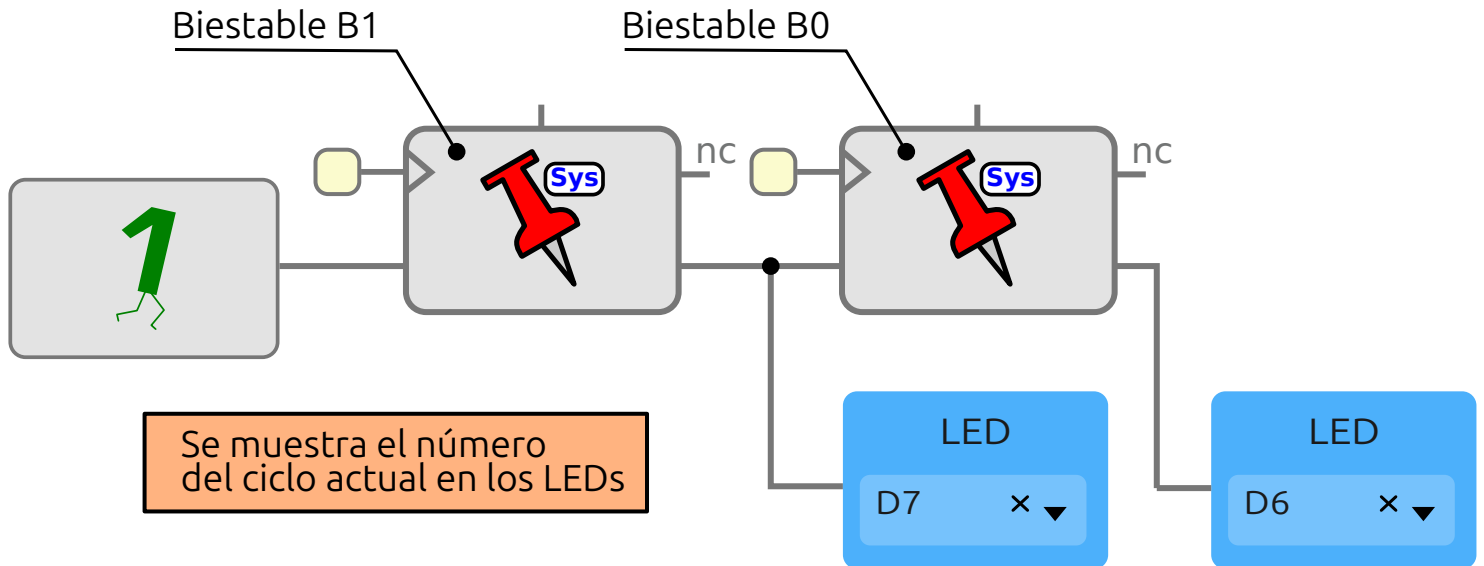 Biestable B1
Biestable B0
nc
nc
Sys
Sys
1
Se muestra el número
del ciclo actual en los LEDs
LED
LED
D7
D6